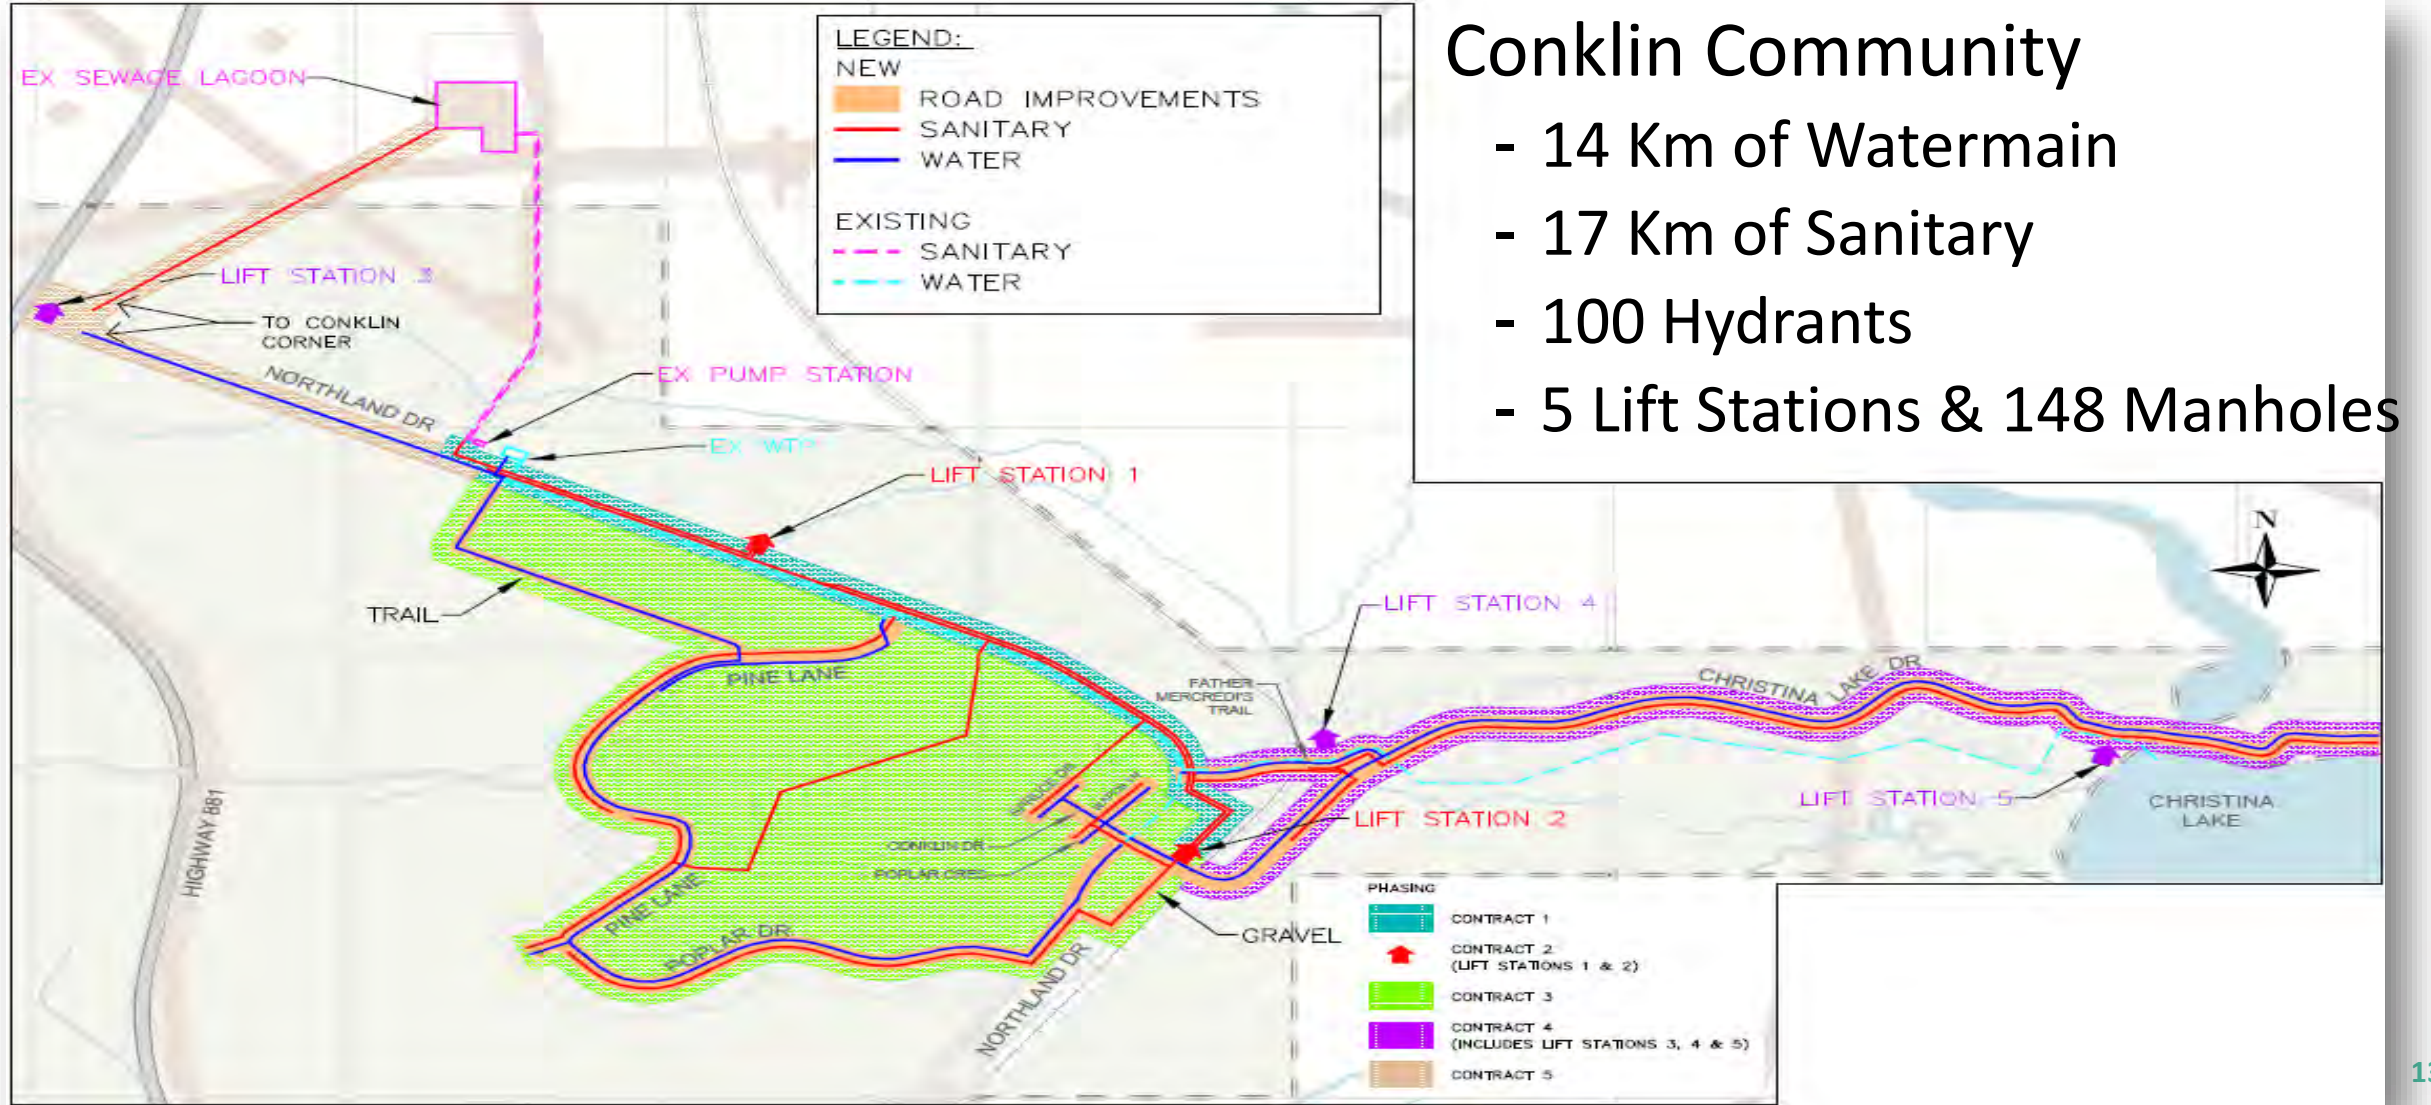 Conklin Community
- 14 Km of Watermain
- 17 Km of Sanitary
- 100 Hydrants
- 5 Lift Stations & 148 Manholes
LEGEND:
NEW
ROAD IMPROVEMENTS
SANITARY
WATER
EXISTING
SANITARY
WATER
EX SEWAGE LAGOON
LIFT STATION 3
TO CONKLIN
CORNER
NORTHLAND DR
EX PUMP STATION
EX WTP
LIFT STATION 1
TRAIL
PINE LANE
N
LIFT STATION 4
FATHER
MERCREDI'S
TRAIL
CHRISTINA LAKE DR
LIFT STATION 5
CHRISTINA
LAKE
LIFT STATION 2
SPRUCE DR
CONKLIN DR
POPLAR CRES
HIGHWAY 881
PINE LANE
POPLAR DR
GRAVEL
NORTHLAND DR
PHASING
CONTRACT 1
CONTRACT 2
(LIFT STATIONS 1 & 2)
CONTRACT 3
CONTRACT 4
(INCLUDES LIFT STATIONS 3, 4 & 5)
CONTRACT 5